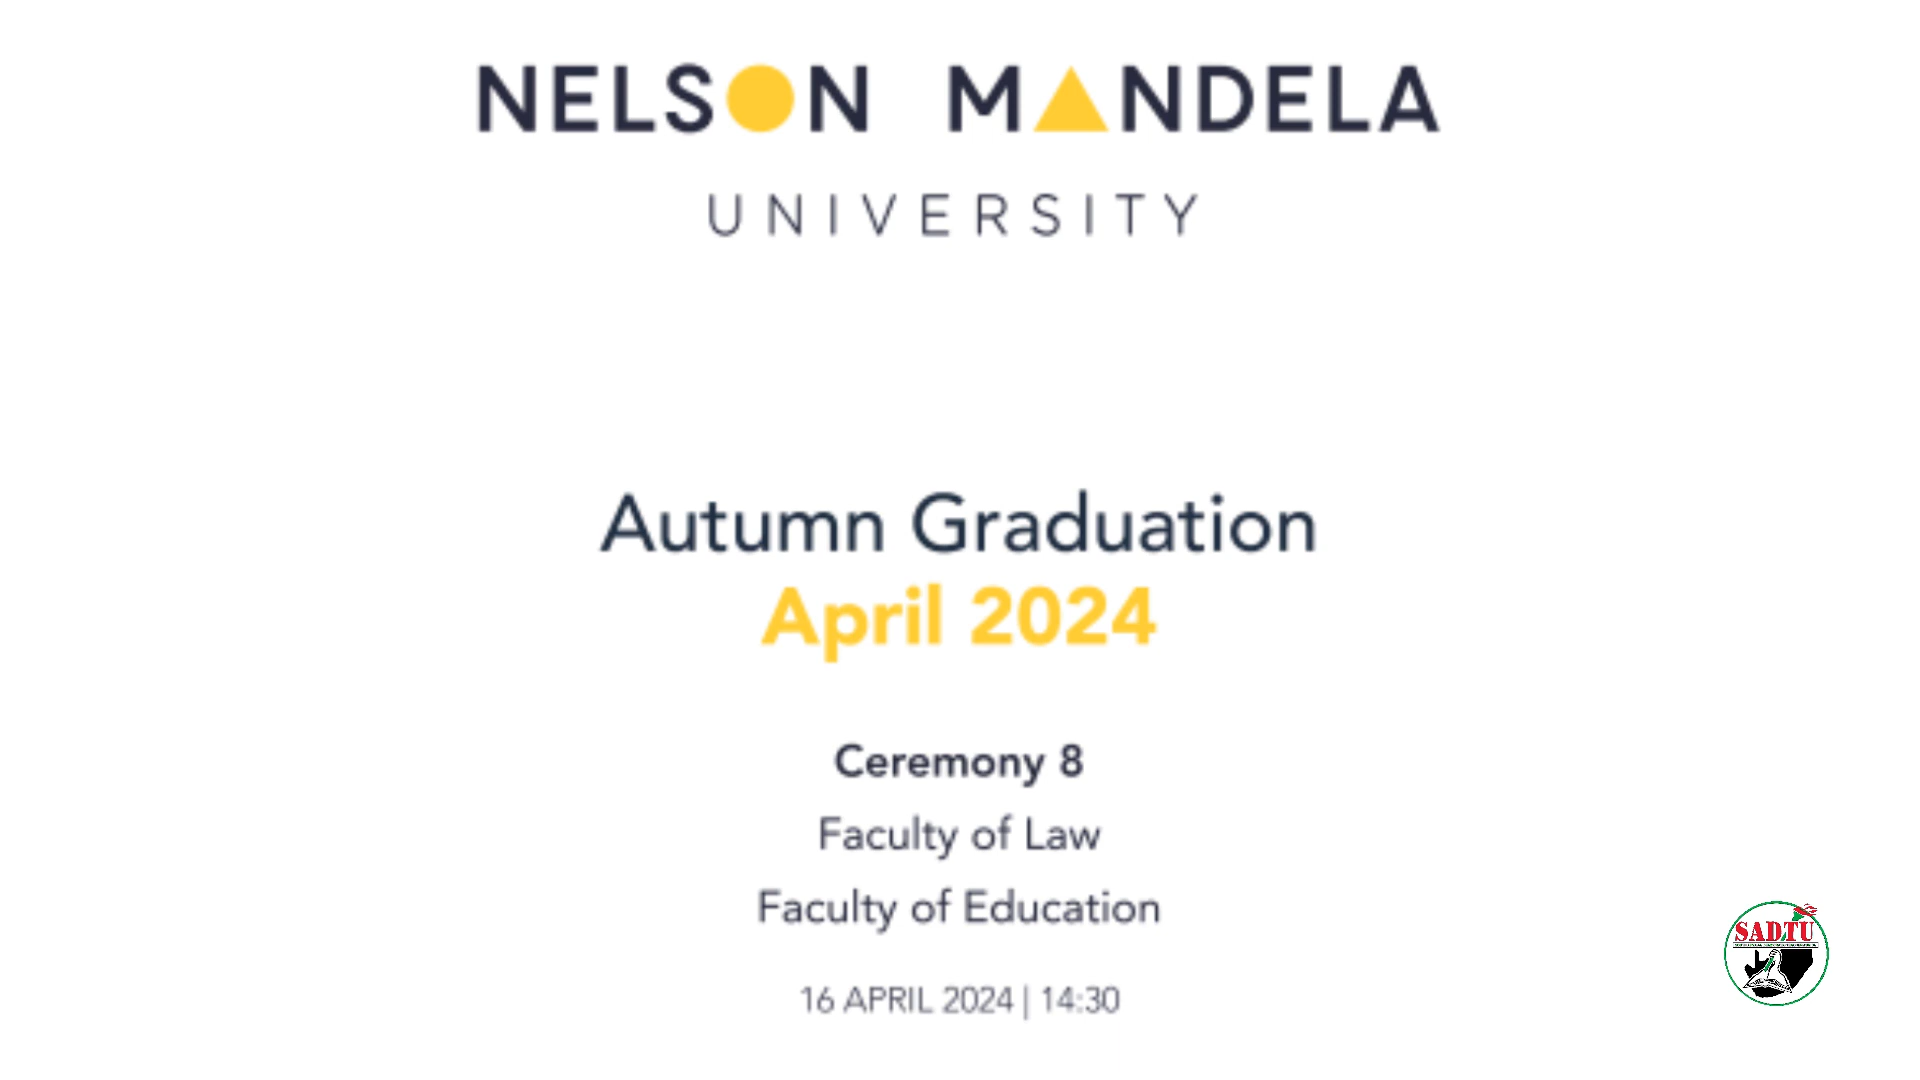 NELSON MANDELA
UNIVERSITY
Autumn Graduation
April 2024
Ceremony 8
Faculty of Law
Faculty of Education
16 APRIL 2024 | 14:30
SADTU